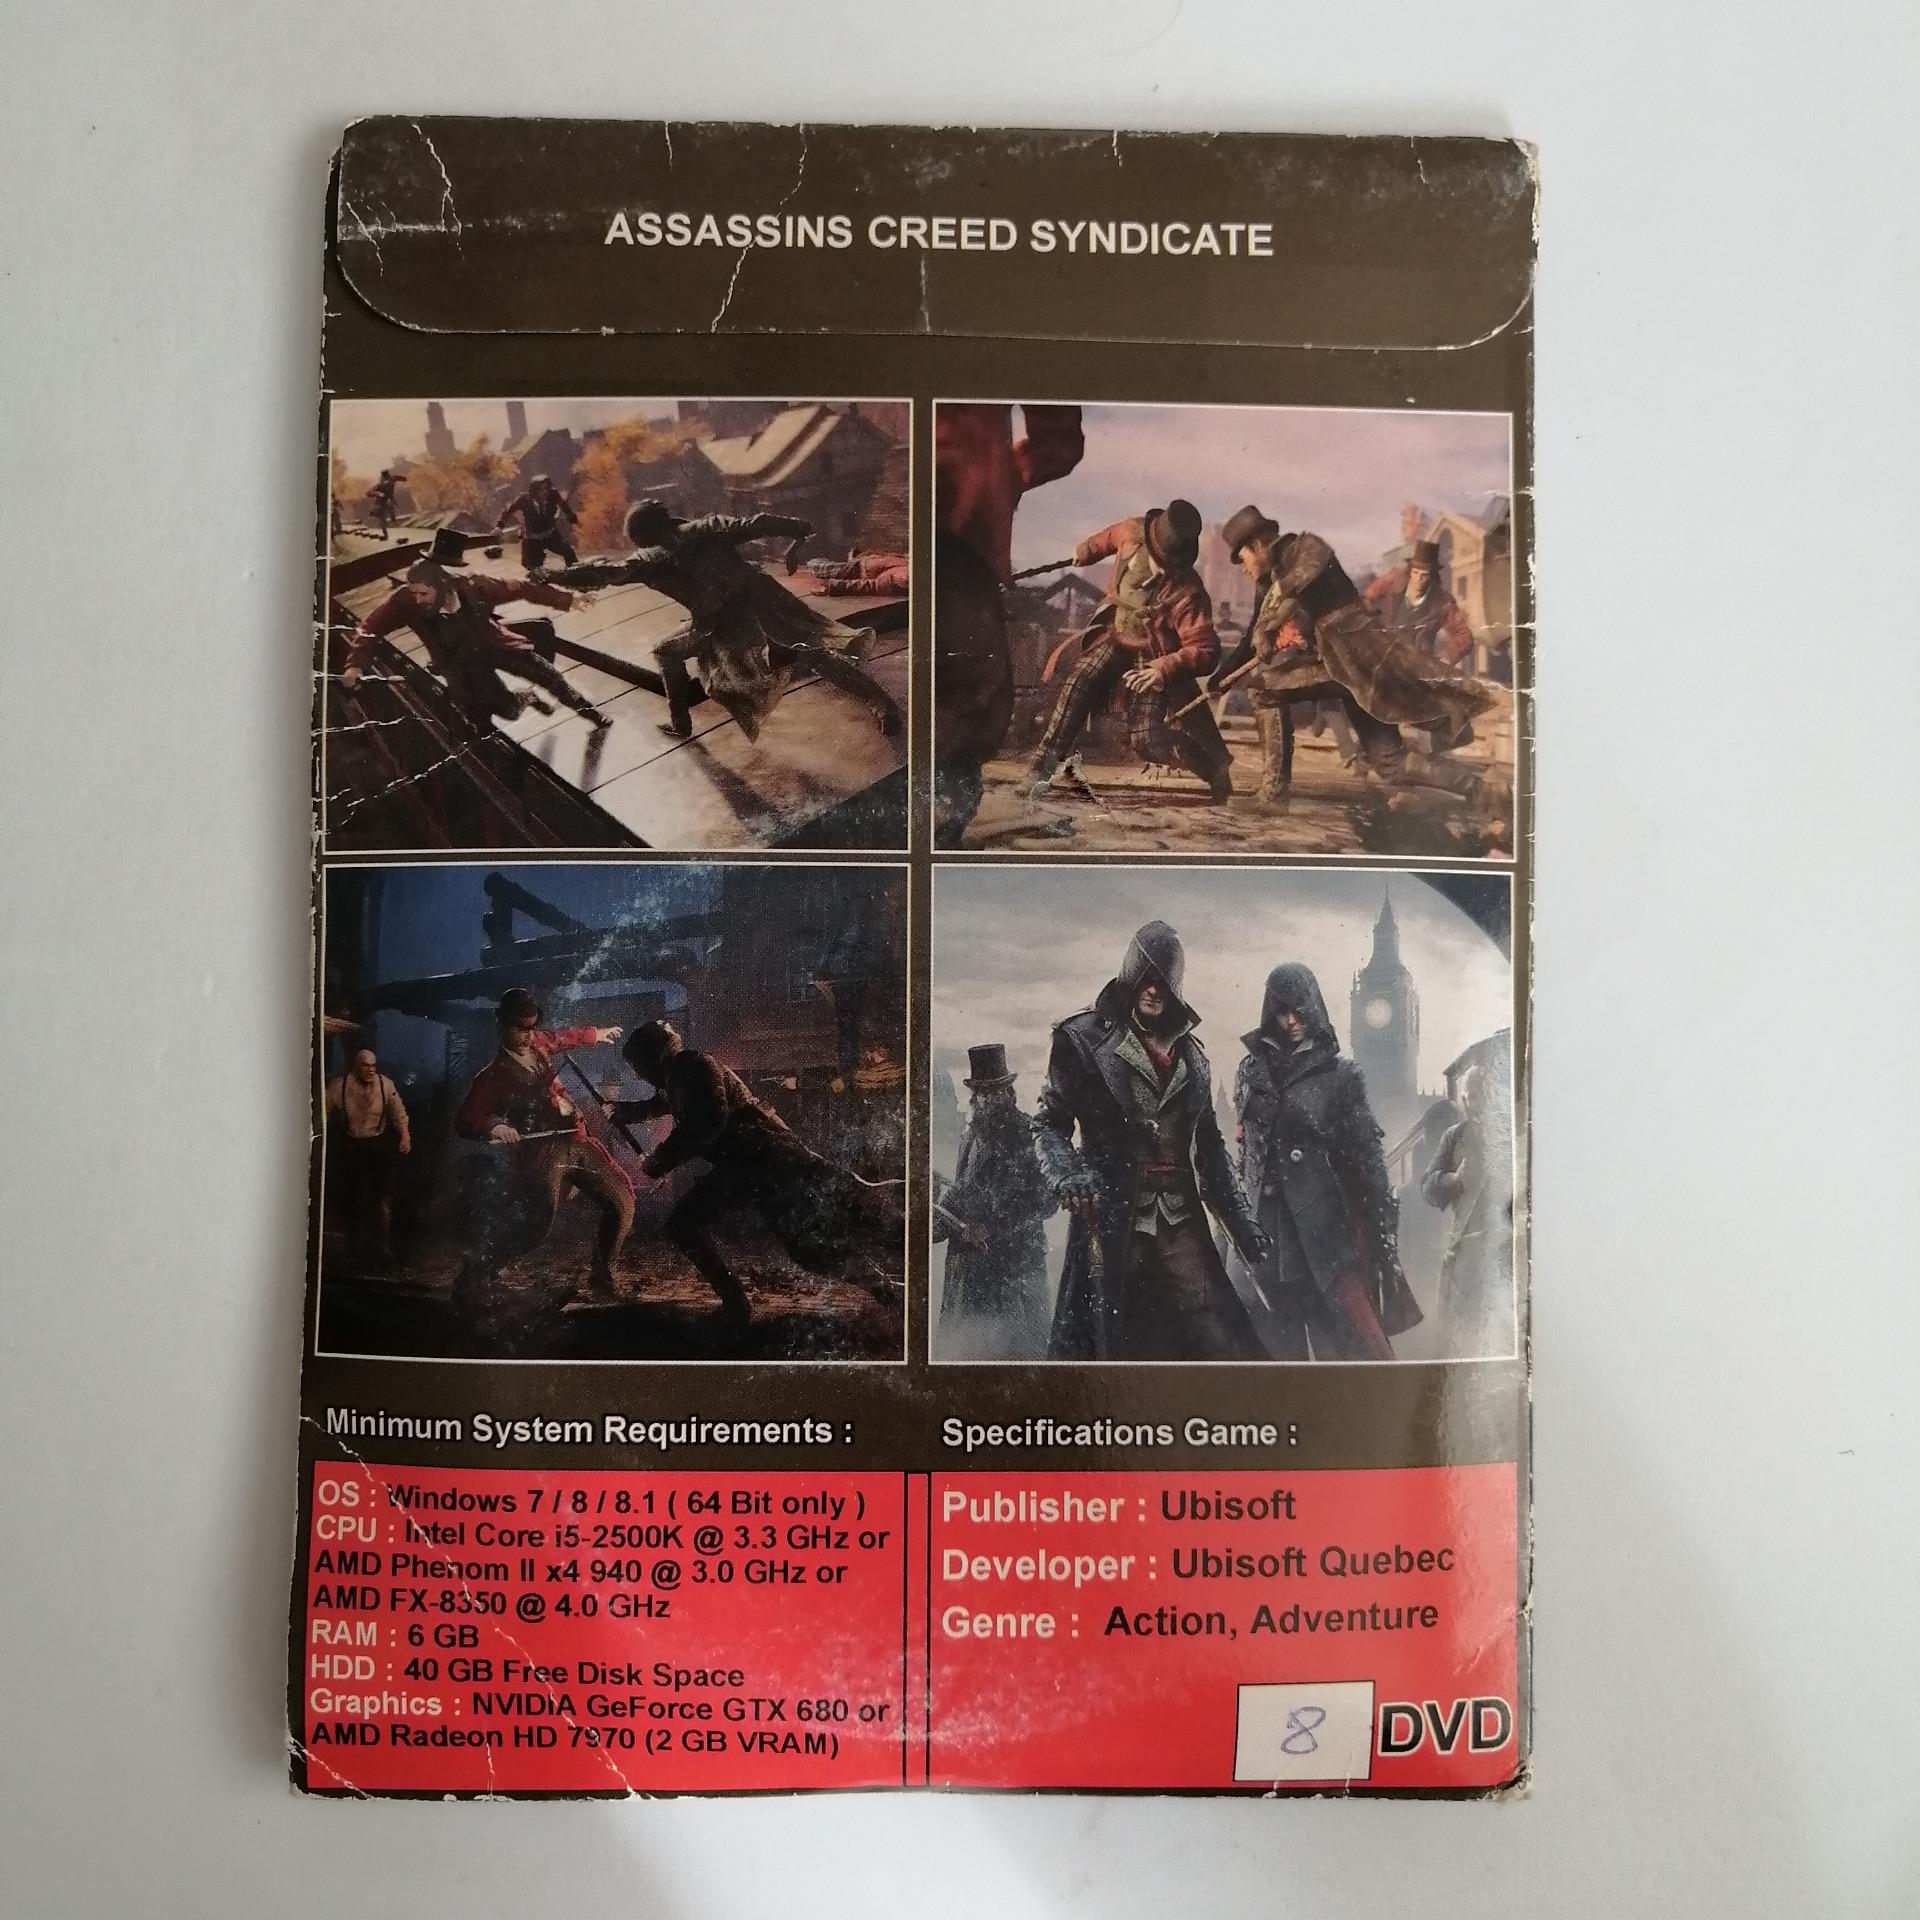 ASSASSINS CREED SYNDICATE
Minimum System Requirements :
OS : Windows 7 / 8 / 8.1 ( 64 Bit only )
CPU : Intel Core i5-2500K @ 3.3 GHz or
AMD Phenom II x4 940 @ 3.0 GHz or
AMD FX-8350 @ 4.0 GHz
RAM : 6 GB
HDD : 40 GB Free Disk Space
Graphics : NVIDIA GeForce GTX 680 or
AMD Radeon HD 7970 (2 GB VRAM)
Specifications Game :
Publisher : Ubisoft
Developer : Ubisoft Quebec
Genre : Action, Adventure
8 DVD